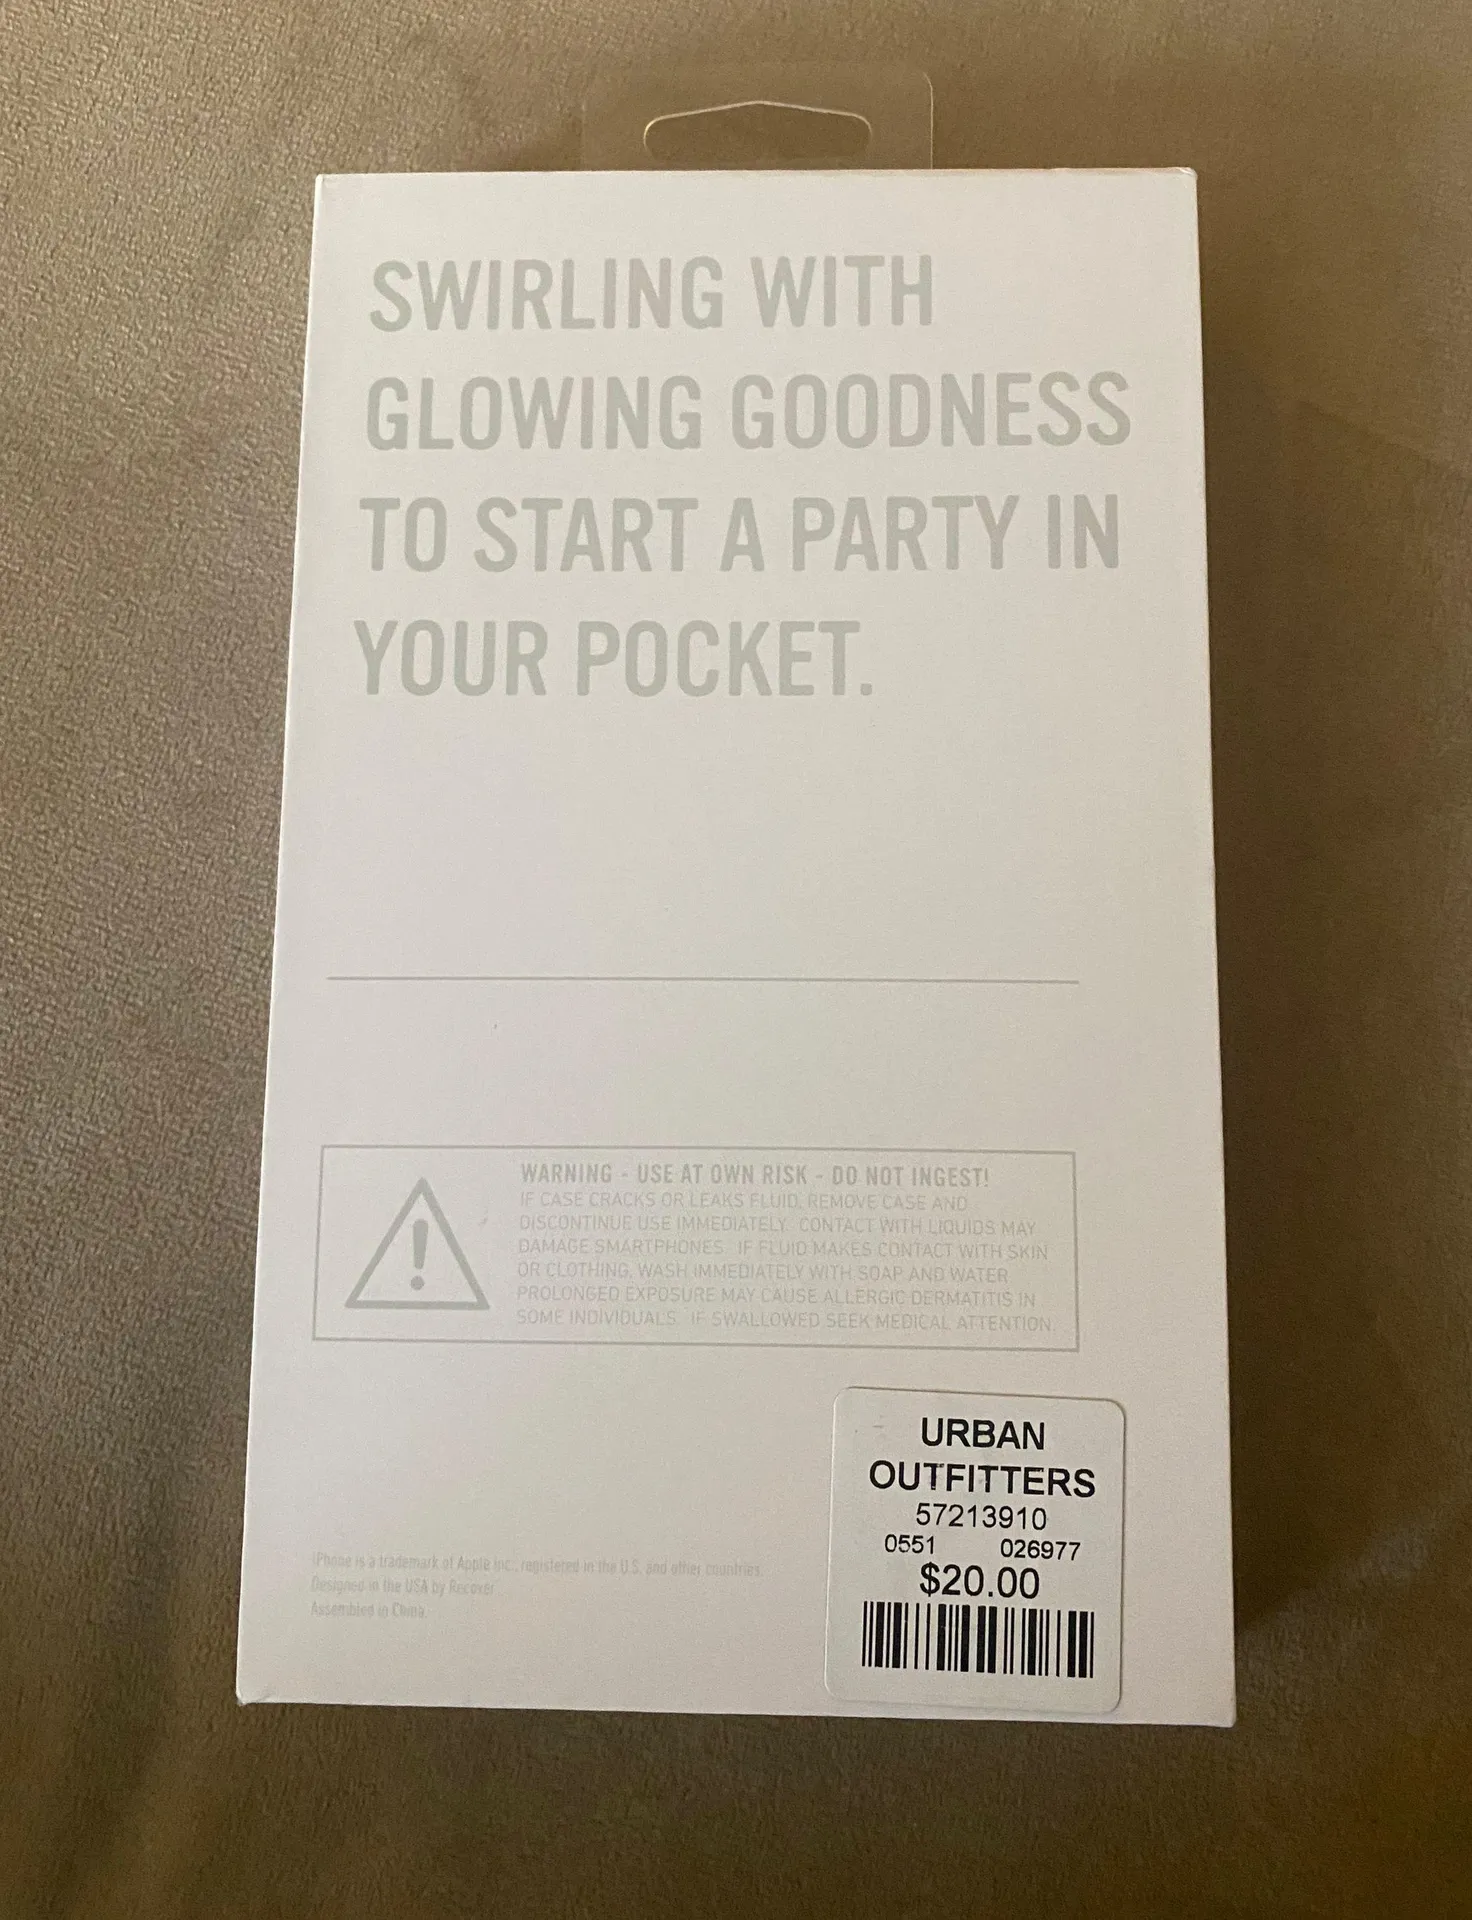 SWIRLING WITH
GLOWING GOODNESS
TO START A PARTY IN
YOUR POCKET.
WARNING - USE AT OWN RISK - DO NOT INGEST!
IF CASE CRACKS OR LEAKS FLUID, REMOVE CASE AND
DISCONTINUE USE IMMEDIATELY. CONTACT WITH LIQUIDS MAY
DAMAGE SMARTPHONES. IF FLUID MAKES CONTACT WITH SKIN
OR CLOTHING, WASH IMMEDIATELY WITH SOAP AND WATER
PROLONGED EXPOSURE MAY CAUSE ALLERGIC DERMATITIS IN
SOME INDIVIDUALS. IF SWALLOWED SEEK MEDICAL ATTENTION.
iPhone is a trademark of Apple Inc., registered in the U.S. and other countries.
Designed in the USA by Recover
Assembled in China.
URBAN
OUTFITTERS
57213910
0551 026977
$20.00